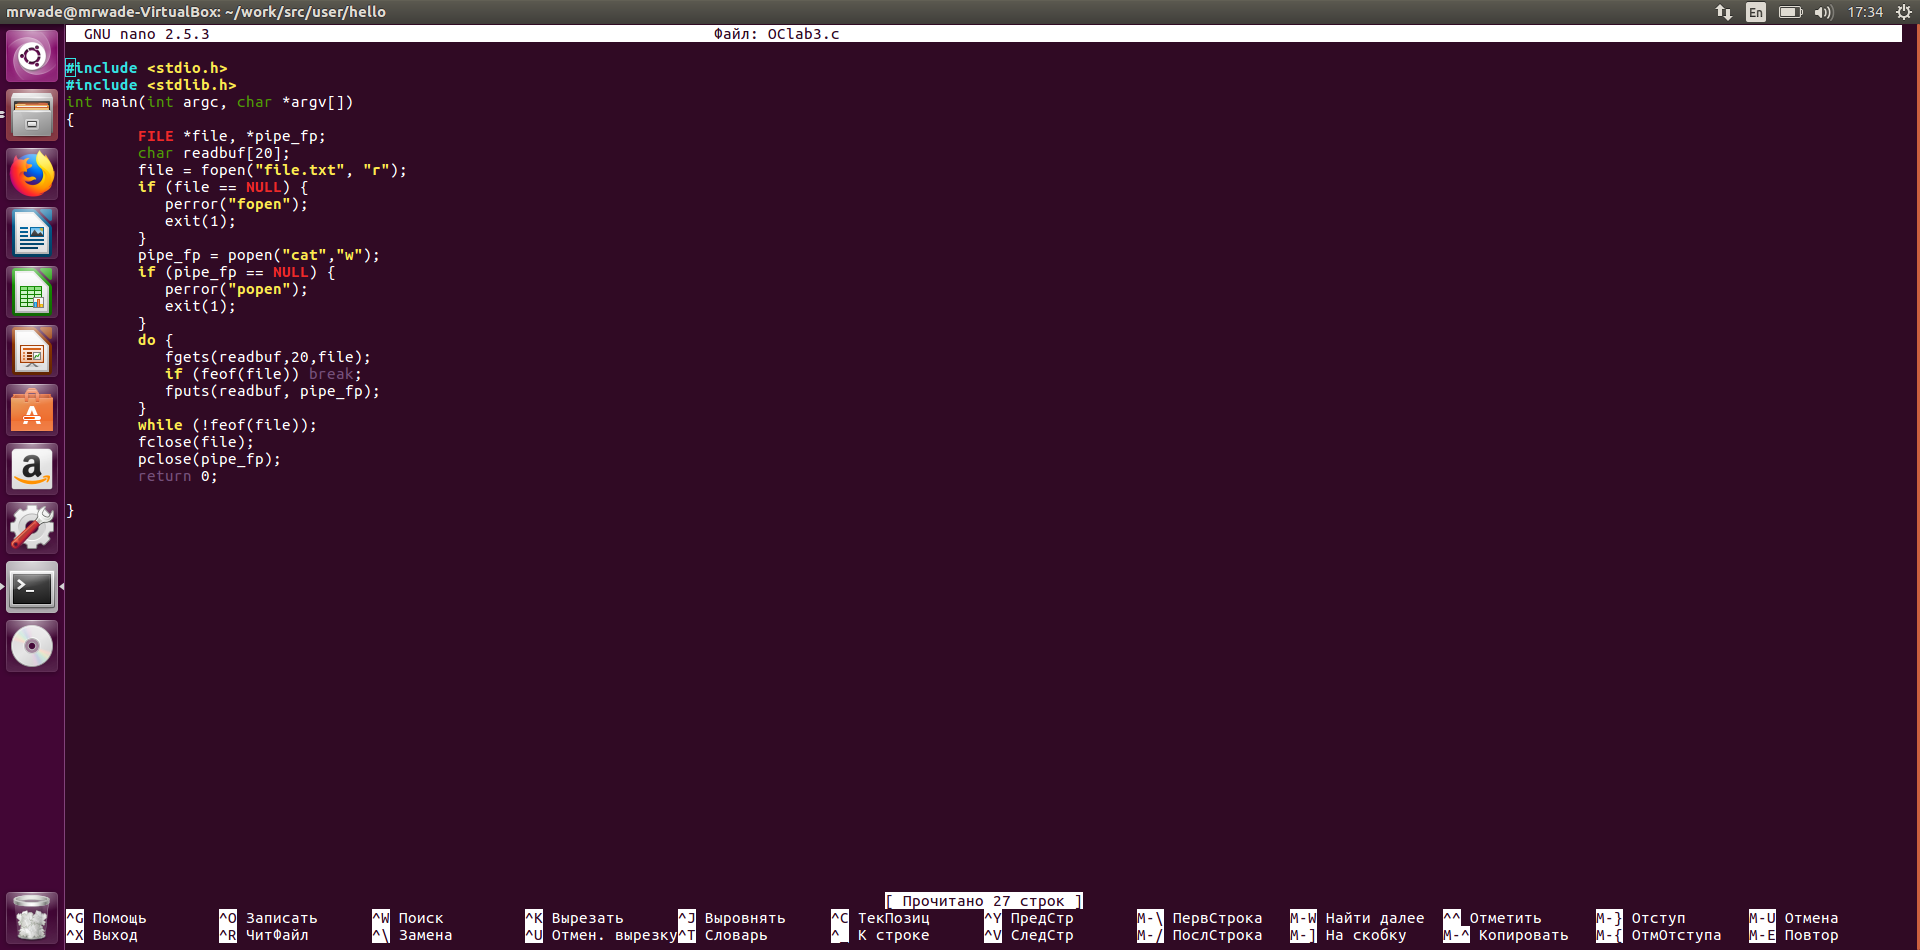 mrwade@mrwade-VirtualBox: ~/work/src/user/hello En 17:34
GNU nano 2.5.3 Файл: OClab3.c
#include <stdio.h>
#include <stdlib.h>
int main(int argc, char *argv[])
{
FILE *file, *pipe_fp;
char readbuf[20];
file = fopen("file.txt", "r");
if (file == NULL) {
perror("fopen");
exit(1);
}
pipe_fp = popen("cat","w");
if (pipe_fp == NULL) {
perror("popen");
exit(1);
}
do {
fgets(readbuf,20,file);
if (feof(file)) break;
fputs(readbuf, pipe_fp);
}
while (!feof(file));
fclose(file);
pclose(pipe_fp);
return 0;
}
[ Прочитано 27 строк ]
^G Помощь ^O Записать ^W Поиск ^K Вырезать ^J Выровнять ^C ТекПозиц ^Y ПредСтр M-\ ПервСтрока M-W Найти далее ^^ Отметить M-} Отступ M-U Отмена
^X Выход ^R ЧитФайл ^\ Замена ^U Отмен. вырезку ^T Словарь ^_ К строке ^V СледСтр M-/ ПослСтрока M-] На скобку M-^ Копировать M-{ ОтмОтступа M-E Повтор